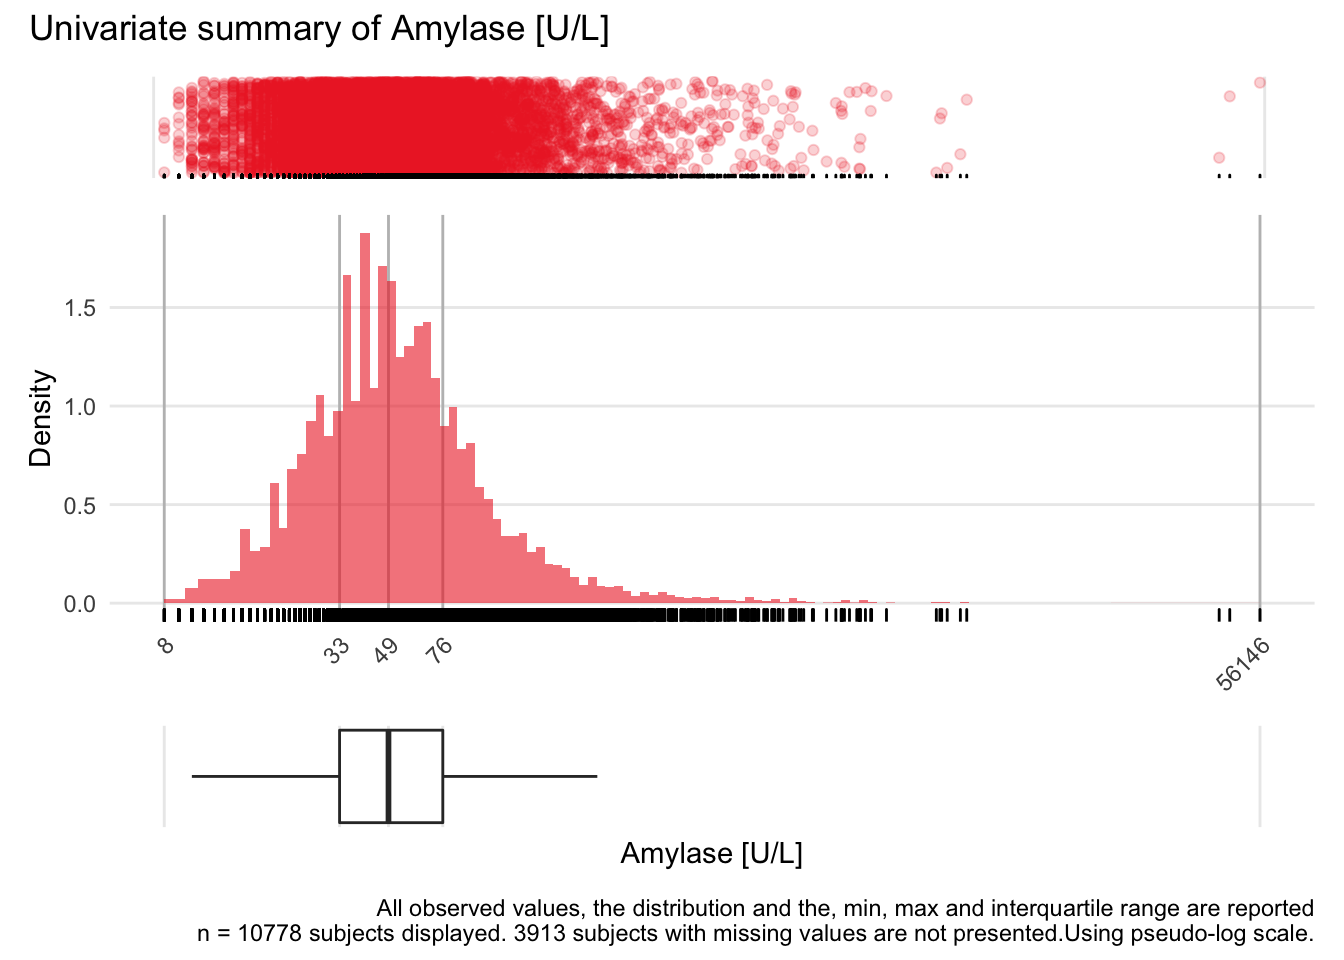 Univariate summary of Amylase [U/L]
1.5
1.0
0.5
0.0
Density
8
33
49
76
56146
Amylase [U/L]
All observed values, the distribution and the, min, max and interquartile range are reported
n = 10778 subjects displayed. 3913 subjects with missing values are not presented.Using pseudo-log scale.